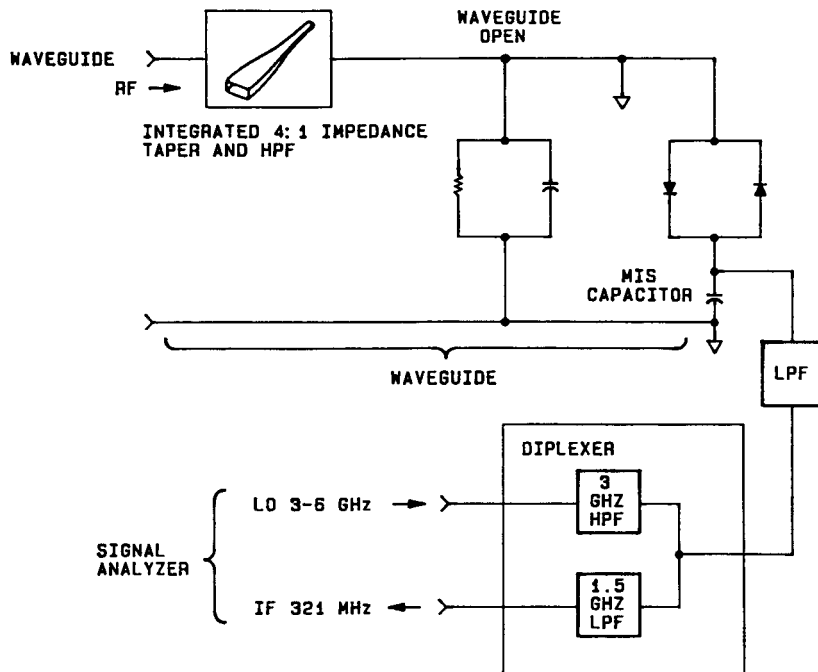 WAVEGUIDE
OPEN
WAVEGUIDE
RF
INTEGRATED 4:1 IMPEDANCE
TAPER AND HPF
MIS
CAPACITOR
WAVEGUIDE
LPF
DIPLEXER
3
GHZ
HPF
LO 3-6 GHz
SIGNAL
ANALYZER
IF 321 MHz
1.5
GHZ
LPF